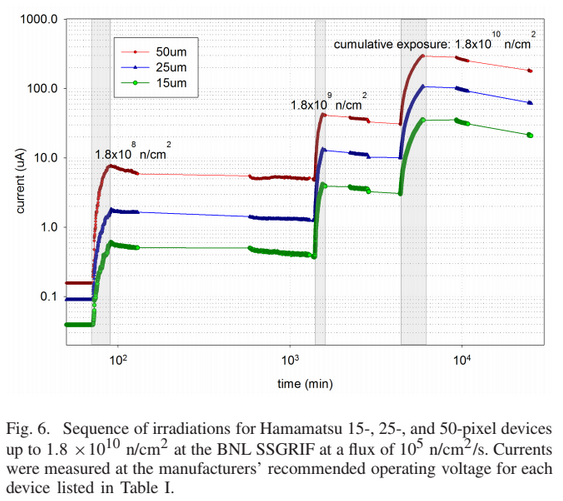 1000.0
cumulative exposure: 1.8x10^10 n/cm^2
50um
25um
15um
100.0
1.8x10^9 n/cm^2
1.8x10^8 n/cm^2
10.0
current (uA)
1.0
0.1
10^2 10^3 10^4
time (min)
Fig. 6. Sequence of irradiations for Hamamatsu 15-, 25-, and 50-pixel devices
up to 1.8 ×10^10 n/cm^2 at the BNL SSGRIF at a flux of 10^5 n/cm^2/s. Currents
were measured at the manufacturers’ recommended operating voltage for each
device listed in Table I.